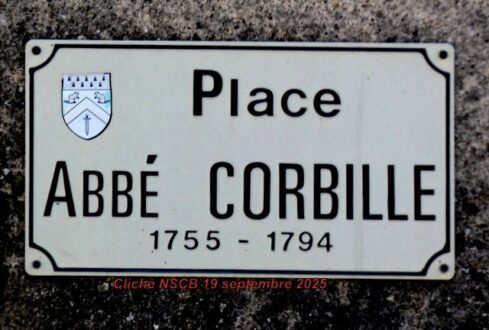 Place
ABBÉ CORBILLE
1755 - 1794
Cliché NSCB 19 septembre 2025